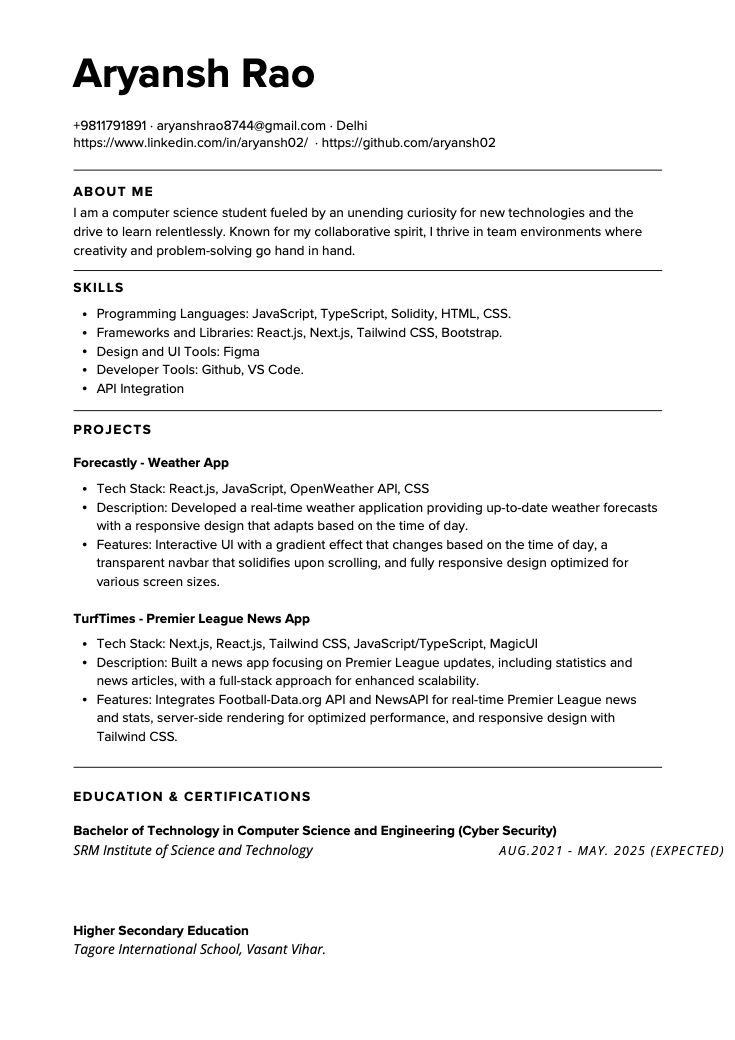 Aryansh Rao
+9811791891 · aryanshrao8744@gmail.com · Delhi
https://www.linkedin.com/in/aryansh02/ · https://github.com/aryansh02
ABOUT ME
I am a computer science student fueled by an unending curiosity for new technologies and the
drive to learn relentlessly. Known for my collaborative spirit, I thrive in team environments where
creativity and problem-solving go hand in hand.
SKILLS
• Programming Languages: JavaScript, TypeScript, Solidity, HTML, CSS.
• Frameworks and Libraries: React.js, Next.js, Tailwind CSS, Bootstrap.
• Design and UI Tools: Figma
• Developer Tools: Github, VS Code.
• API Integration
PROJECTS
Forecastly - Weather App
• Tech Stack: React.js, JavaScript, OpenWeather API, CSS
• Description: Developed a real-time weather application providing up-to-date weather forecasts
with a responsive design that adapts based on the time of day.
• Features: Interactive UI with a gradient effect that changes based on the time of day, a
transparent navbar that solidifies upon scrolling, and fully responsive design optimized for
various screen sizes.
TurfTimes - Premier League News App
• Tech Stack: Next.js, React.js, Tailwind CSS, JavaScript/TypeScript, MagicUI
• Description: Built a news app focusing on Premier League updates, including statistics and
news articles, with a full-stack approach for enhanced scalability.
• Features: Integrates Football-Data.org API and NewsAPI for real-time Premier League news
and stats, server-side rendering for optimized performance, and responsive design with
Tailwind CSS.
EDUCATION & CERTIFICATIONS
Bachelor of Technology in Computer Science and Engineering (Cyber Security)
SRM Institute of Science and Technology AUG.2021 - MAY. 2025 (EXPECTED)
Higher Secondary Education
Tagore International School, Vasant Vihar.